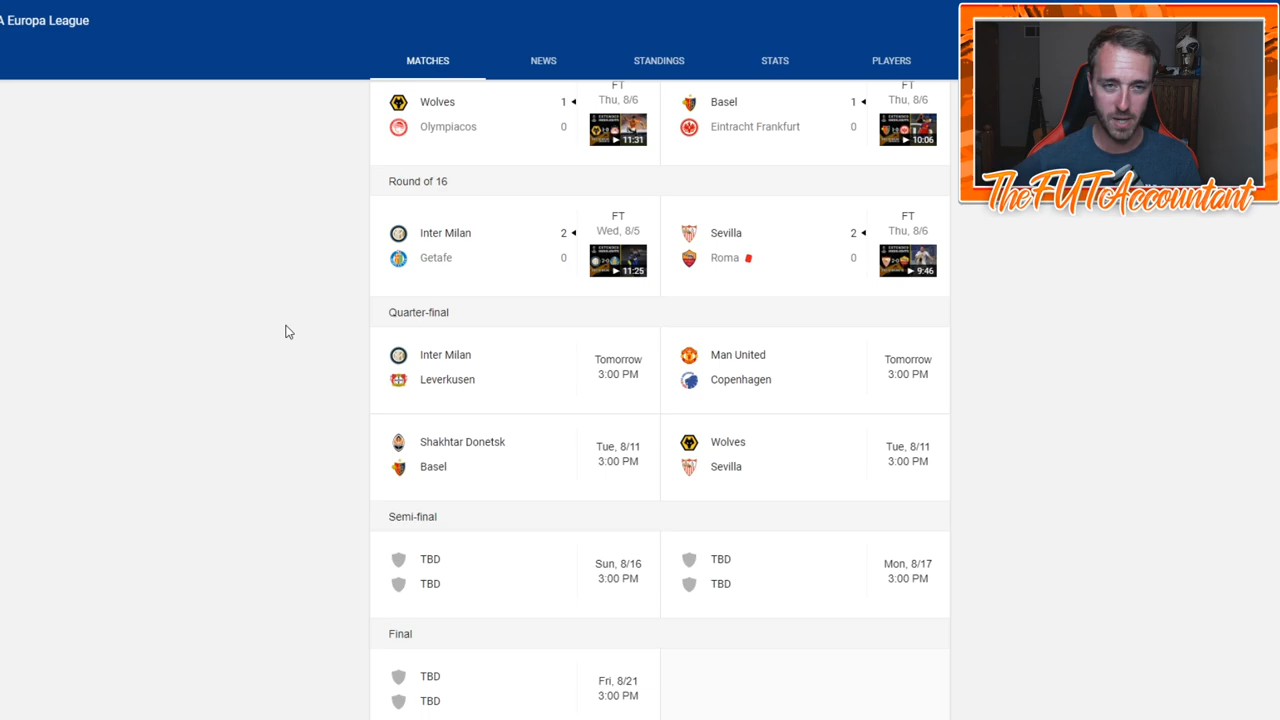 A Europa League
MATCHES NEWS STANDINGS STATS PLAYERS
FT FT
Wolves 1 Thu, 8/6 Basel 1 Thu, 8/6
Olympiacos 0 11:31 Eintracht Frankfurt 0 10:06
Round of 16
FT FT
Inter Milan 2 Wed, 8/5 Sevilla 2 Thu, 8/6
Getafe 0 11:25 Roma 0 9:46
Quarter-final
Inter Milan Tomorrow Man United Tomorrow
Leverkusen 3:00 PM Copenhagen 3:00 PM
Shakhtar Donetsk Tue, 8/11 Wolves Tue, 8/11
Basel 3:00 PM Sevilla 3:00 PM
Semi-final
TBD Sun, 8/16 TBD Mon, 8/17
TBD 3:00 PM TBD 3:00 PM
Final
TBD Fri, 8/21
TBD 3:00 PM
TheFUTAccountant